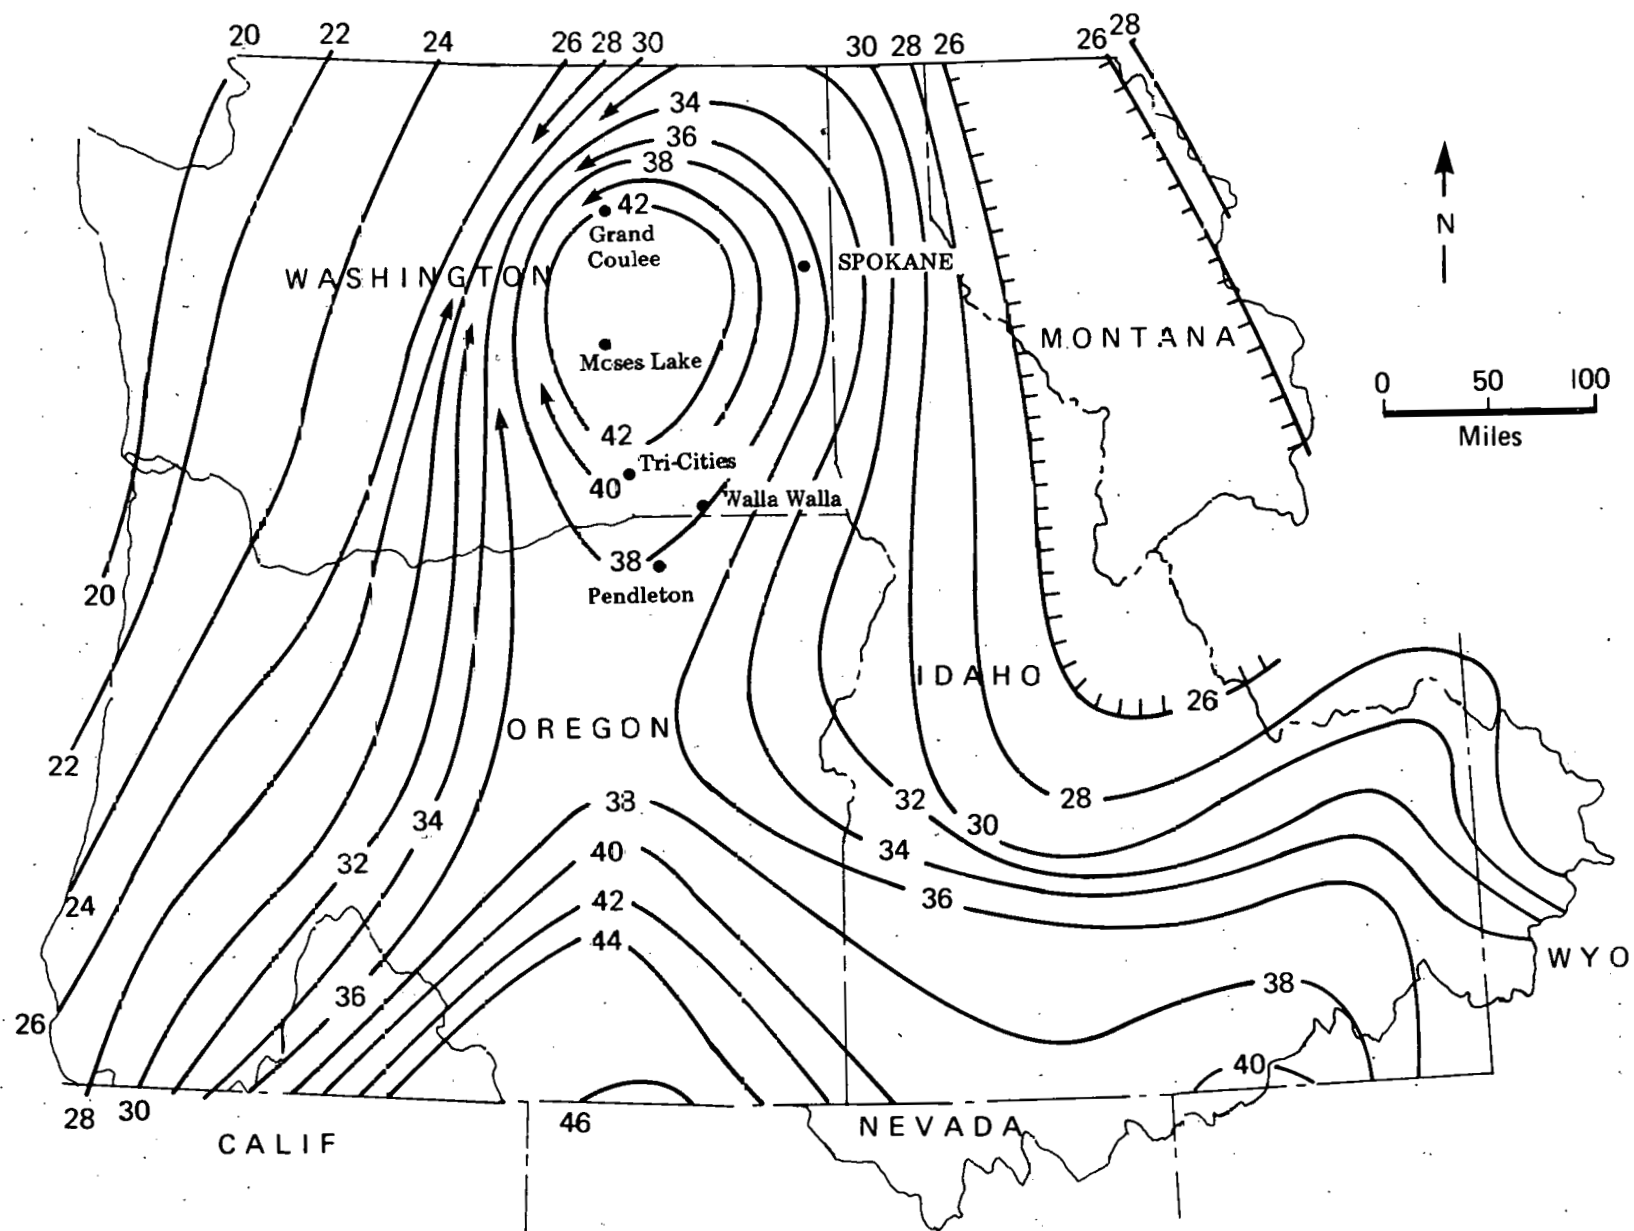 20 22 24 26 28 30 30 28 26 26 28
34
36
38
42
Grand
Coulee
WASHINGTON
SPOKANE
N
MONTANA
Moses Lake
0 50 100
Miles
42
Tri-Cities
40
Walla Walla
38
Pendleton
20
IDAHO
26
OREGON
22
38
32
28
34
30
32
34
40
36
42
24
44
WYO
38
36
26
40
28 30
46
NEVADA
CALIF